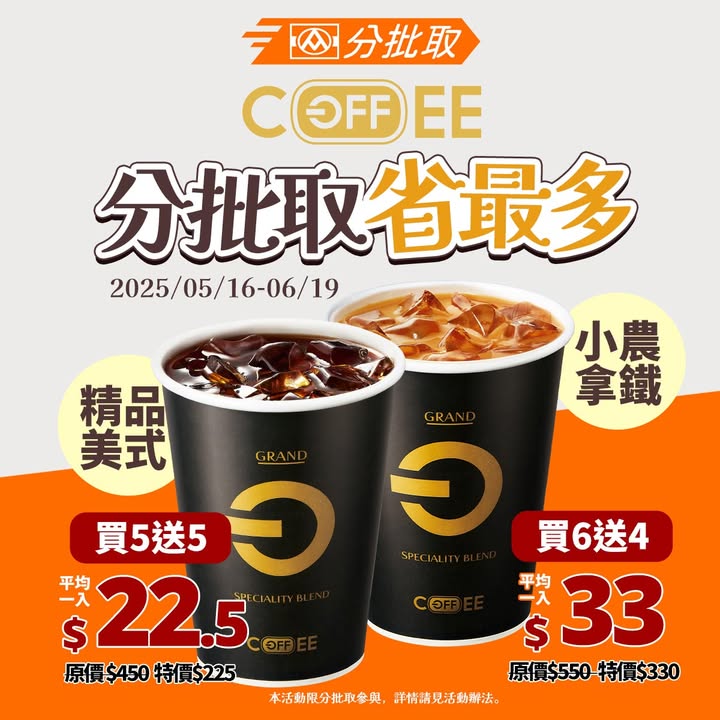 分批取
COFFEE
分批取省最多
2025/05/16-06/19
精品
美式
小農
拿鐵
GRAND
SPECIALITY BLEND
COFFEE
GRAND
SPECIALITY BLEND
COFFEE
買5送5
平均
一入
$22.5
原價$450 特價$225
買6送4
平均
一入
$33
原價$550 特價$330
本活動限分批取參與，詳情請見活動辦法。